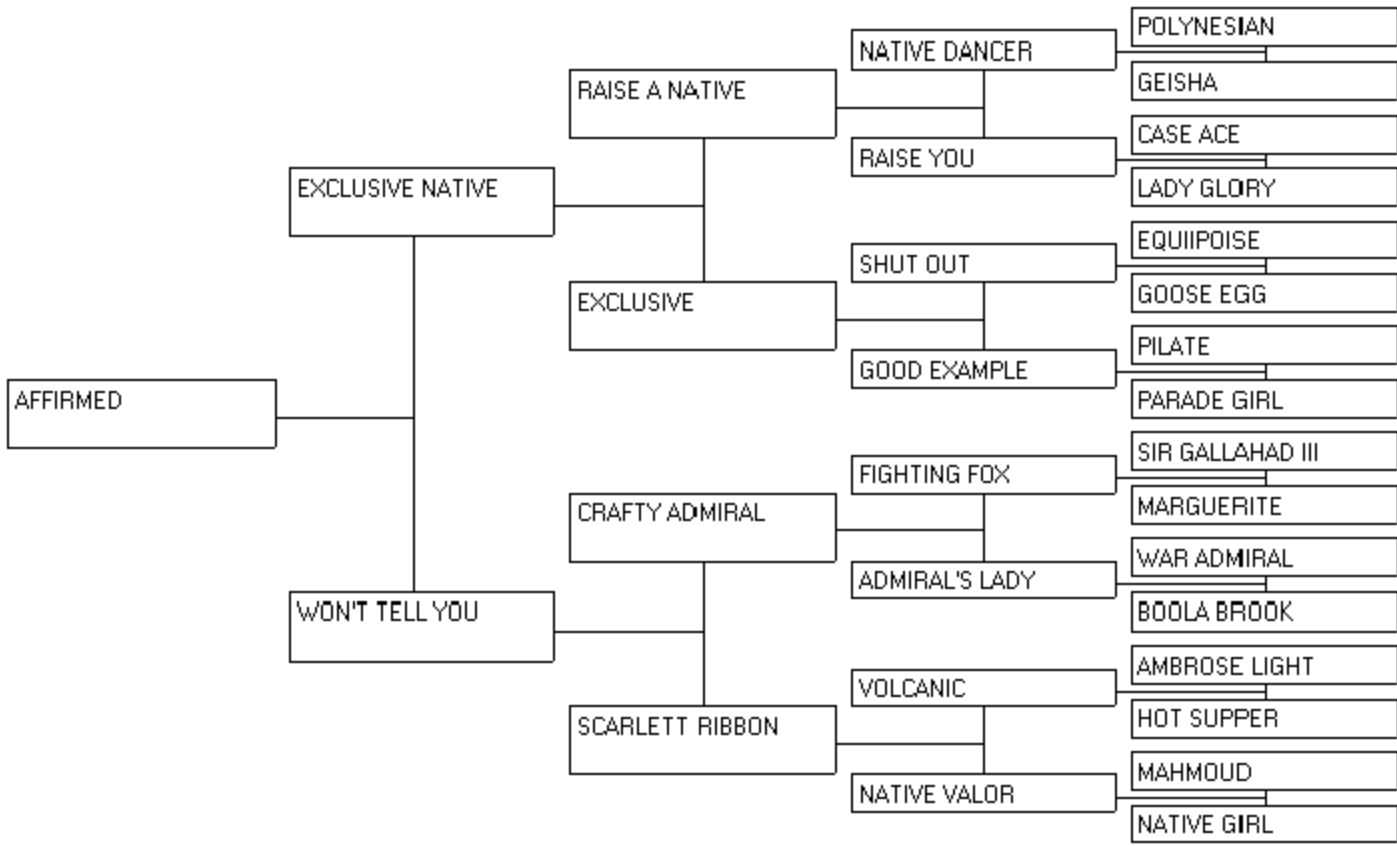 POLYNESIAN
NATIVE DANCER
GEISHA
RAISE A NATIVE
CASE ACE
RAISE YOU
LADY GLORY
EXCLUSIVE NATIVE
EQUIIPOISE
SHUT OUT
GOOSE EGG
EXCLUSIVE
PILATE
GOOD EXAMPLE
PARADE GIRL
AFFIRMED
SIR GALLAHAD III
FIGHTING FOX
MARGUERITE
CRAFTY ADMIRAL
WAR ADMIRAL
ADMIRAL'S LADY
BOOLA BROOK
WON'T TELL YOU
AMBROSE LIGHT
VOLCANIC
HOT SUPPER
SCARLETT RIBBON
MAHMOUD
NATIVE VALOR
NATIVE GIRL